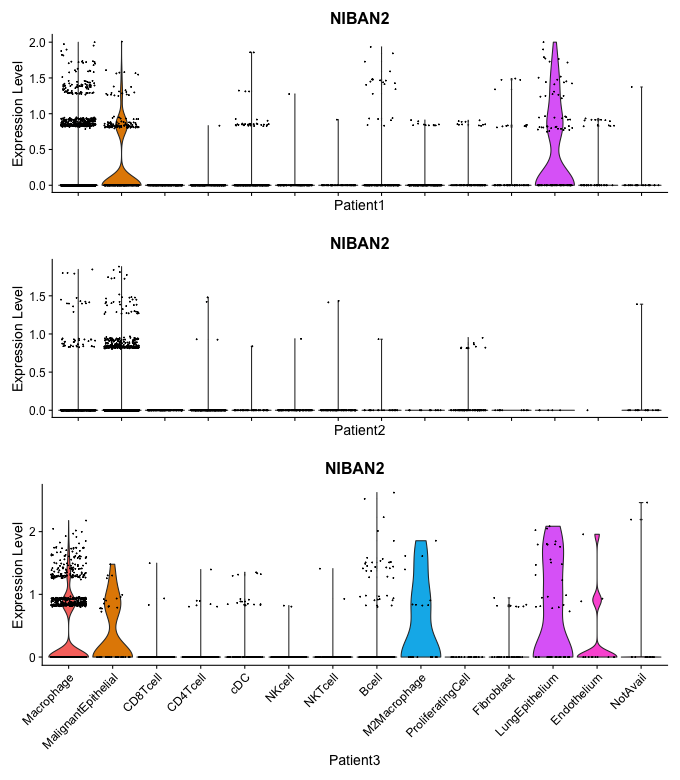 NIBAN2
Expression Level
2.0
1.5
1.0
0.5
0.0
Patient1
NIBAN2
Expression Level
1.5
1.0
0.5
0.0
Patient2
NIBAN2
Expression Level
2
1
0
Macrophage
MalignantEpithelial
CD8Tcell
CD4Tcell
cDC
NKcell
NKTcell
Bcell
M2Macrophage
ProliferatingCell
Fibroblast
LungEpithelium
Endothelium
NotAvail
Patient3